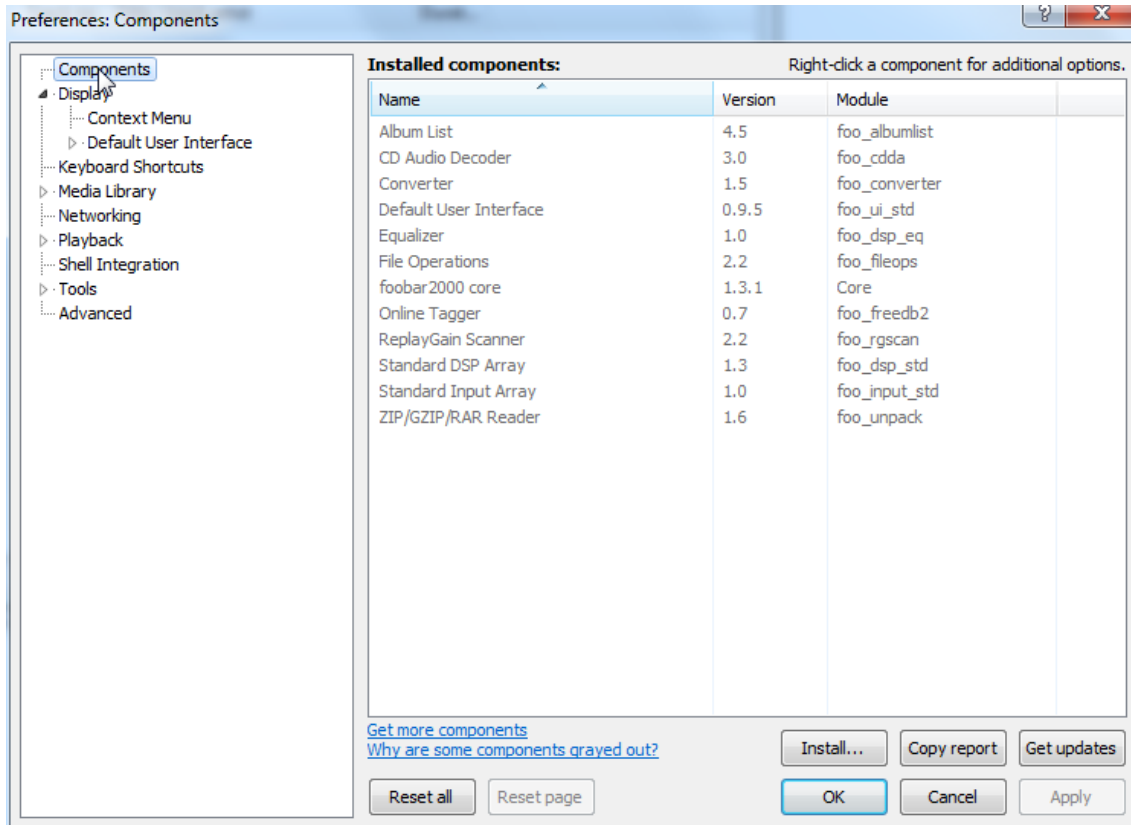 Preferences: Components
Components
Display
Context Menu
Default User Interface
Keyboard Shortcuts
Media Library
Networking
Playback
Shell Integration
Tools
Advanced
Installed components: Right-click a component for additional options.
Name Version Module
Album List 4.5 foo_albumlist
CD Audio Decoder 3.0 foo_cdda
Converter 1.5 foo_converter
Default User Interface 0.9.5 foo_ui_std
Equalizer 1.0 foo_dsp_eq
File Operations 2.2 foo_fileops
foobar2000 core 1.3.1 Core
Online Tagger 0.7 foo_freedb2
ReplayGain Scanner 2.2 foo_rgscan
Standard DSP Array 1.3 foo_dsp_std
Standard Input Array 1.0 foo_input_std
ZIP/GZIP/RAR Reader 1.6 foo_unpack
Get more components
Why are some components grayed out?
Install... Copy report Get updates
Reset all Reset page OK Cancel Apply